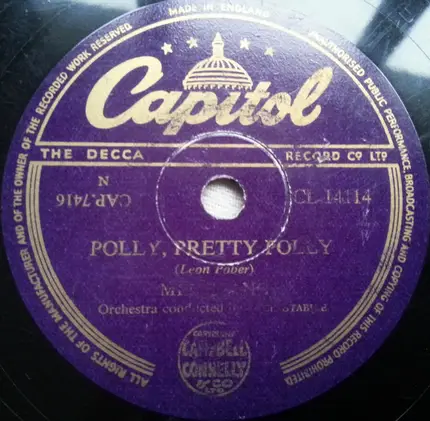 MADE IN ENGLAND
ALL RIGHTS OF THE MANUFACTURER AND OF THE OWNER OF THE RECORDED WORK RESERVED
UNAUTHORISED PUBLIC PERFORMANCE, BROADCASTING AND COPYING OF THIS RECORD PROHIBITED
Capitol
THE DECCA RECORD CO LTD
N
CAP.7416
CL 14114
POLLY, PRETTY POLLY
(Leon Pober)
Orchestra conducted
CAMPBELL
CONNELLY
& CO
LTD